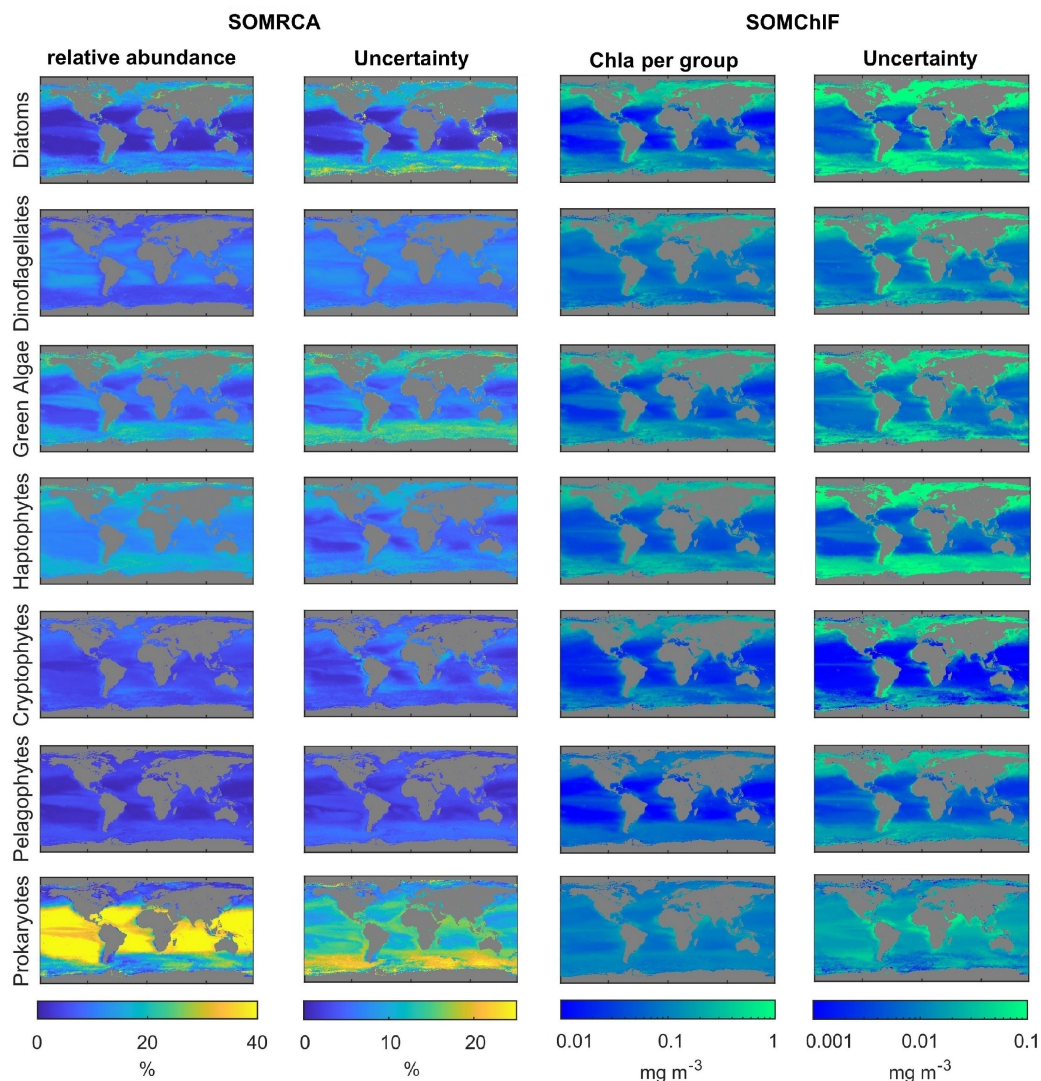 SOMRCA SOMChlF
relative abundance Uncertainty Chla per group Uncertainty
Diatoms
Dinoflagellates
Green Algae
Haptophytes
Cryptophytes
Pelagophytes
Prokaryotes
0 20 40 0 10 20 0.01 0.1 1 0.001 0.01 0.1
% % mg m-3 mg m-3